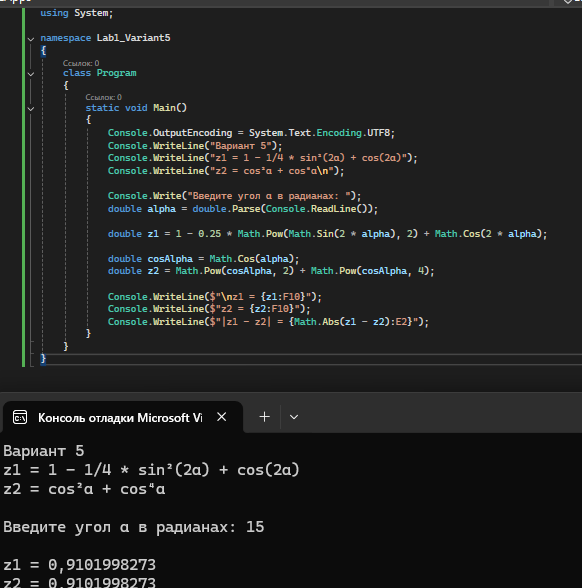 using System;
namespace Lab1_Variant5
{
Ссылок: 0
class Program
{
Ссылок: 0
static void Main()
{
Console.OutputEncoding = System.Text.Encoding.UTF8;
Console.WriteLine("Вариант 5");
Console.WriteLine("z1 = 1 - 1/4 * sin²(2α) + cos(2α)");
Console.WriteLine("z2 = cos²α + cos⁴α\n");
Console.Write("Введите угол α в радианах: ");
double alpha = double.Parse(Console.ReadLine());
double z1 = 1 - 0.25 * Math.Pow(Math.Sin(2 * alpha), 2) + Math.Cos(2 * alpha);
double cosAlpha = Math.Cos(alpha);
double z2 = Math.Pow(cosAlpha, 2) + Math.Pow(cosAlpha, 4);
Console.WriteLine($"\nz1 = {z1:F10}");
Console.WriteLine($"z2 = {z2:F10}");
Console.WriteLine($"|z1 - z2| = {Math.Abs(z1 - z2):E2}");
}
}
}
Консоль отладки Microsoft Vi
Вариант 5
z1 = 1 - 1/4 * sin²(2α) + cos(2α)
z2 = cos²α + cos⁴α
Введите угол α в радианах: 15
z1 = 0,9101998273
z2 = 0,9101998273